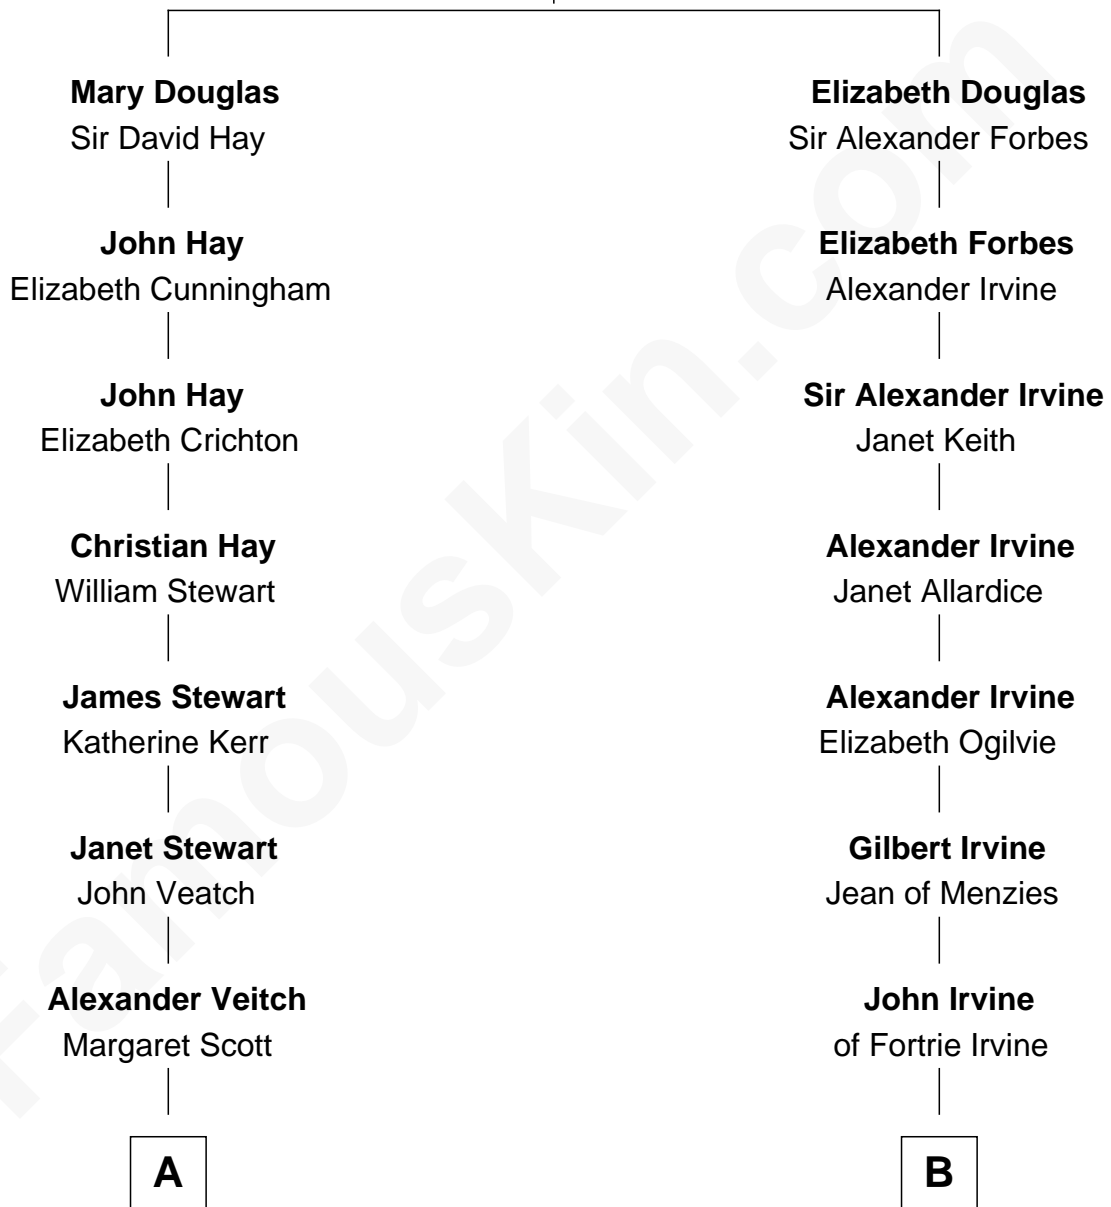 Mary Douglas
Sir David Hay
John Hay
Elizabeth Cunningham
John Hay
Elizabeth Crichton
Christian Hay
William Stewart
James Stewart
Katherine Kerr
Janet Stewart
John Veatch
Alexander Veitch
Margaret Scott
A
Elizabeth Douglas
Sir Alexander Forbes
Elizabeth Forbes
Alexander Irvine
Sir Alexander Irvine
Janet Keith
Alexander Irvine
Janet Allardice
Alexander Irvine
Elizabeth Ogilvie
Gilbert Irvine
Jean of Menzies
John Irvine
of Fortrie Irvine
B
FamousKin.com